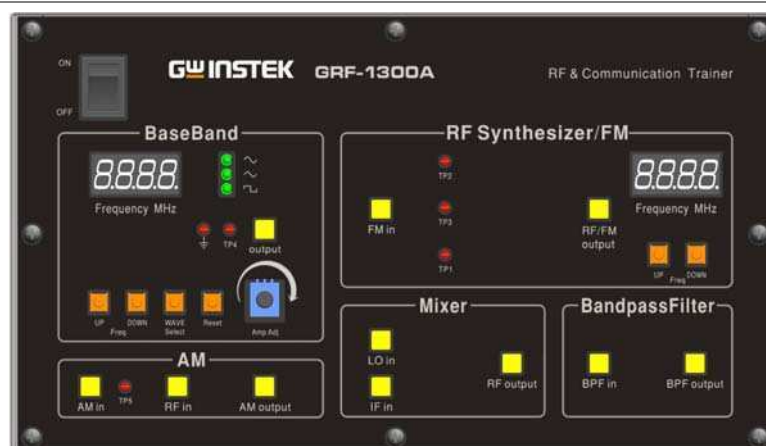 GW INSTEK GRF-1300A RF & Communication Trainer
ON
OFF
BaseBand
8.8.8.8.
Frequency MHz
TP4
output
UP
DOWN
Freq
WAVE
Select
Reset
Amp Adj.
RF Synthesizer/FM
TP2
FM in
TP3
TP1
RF/FM
output
8.8.8.8.
Frequency MHz
UP
DOWN
Freq
AM
AM in
TP5
RF in
AM output
Mixer
LO in
IF in
RF output
BandpassFilter
BPF in
BPF output